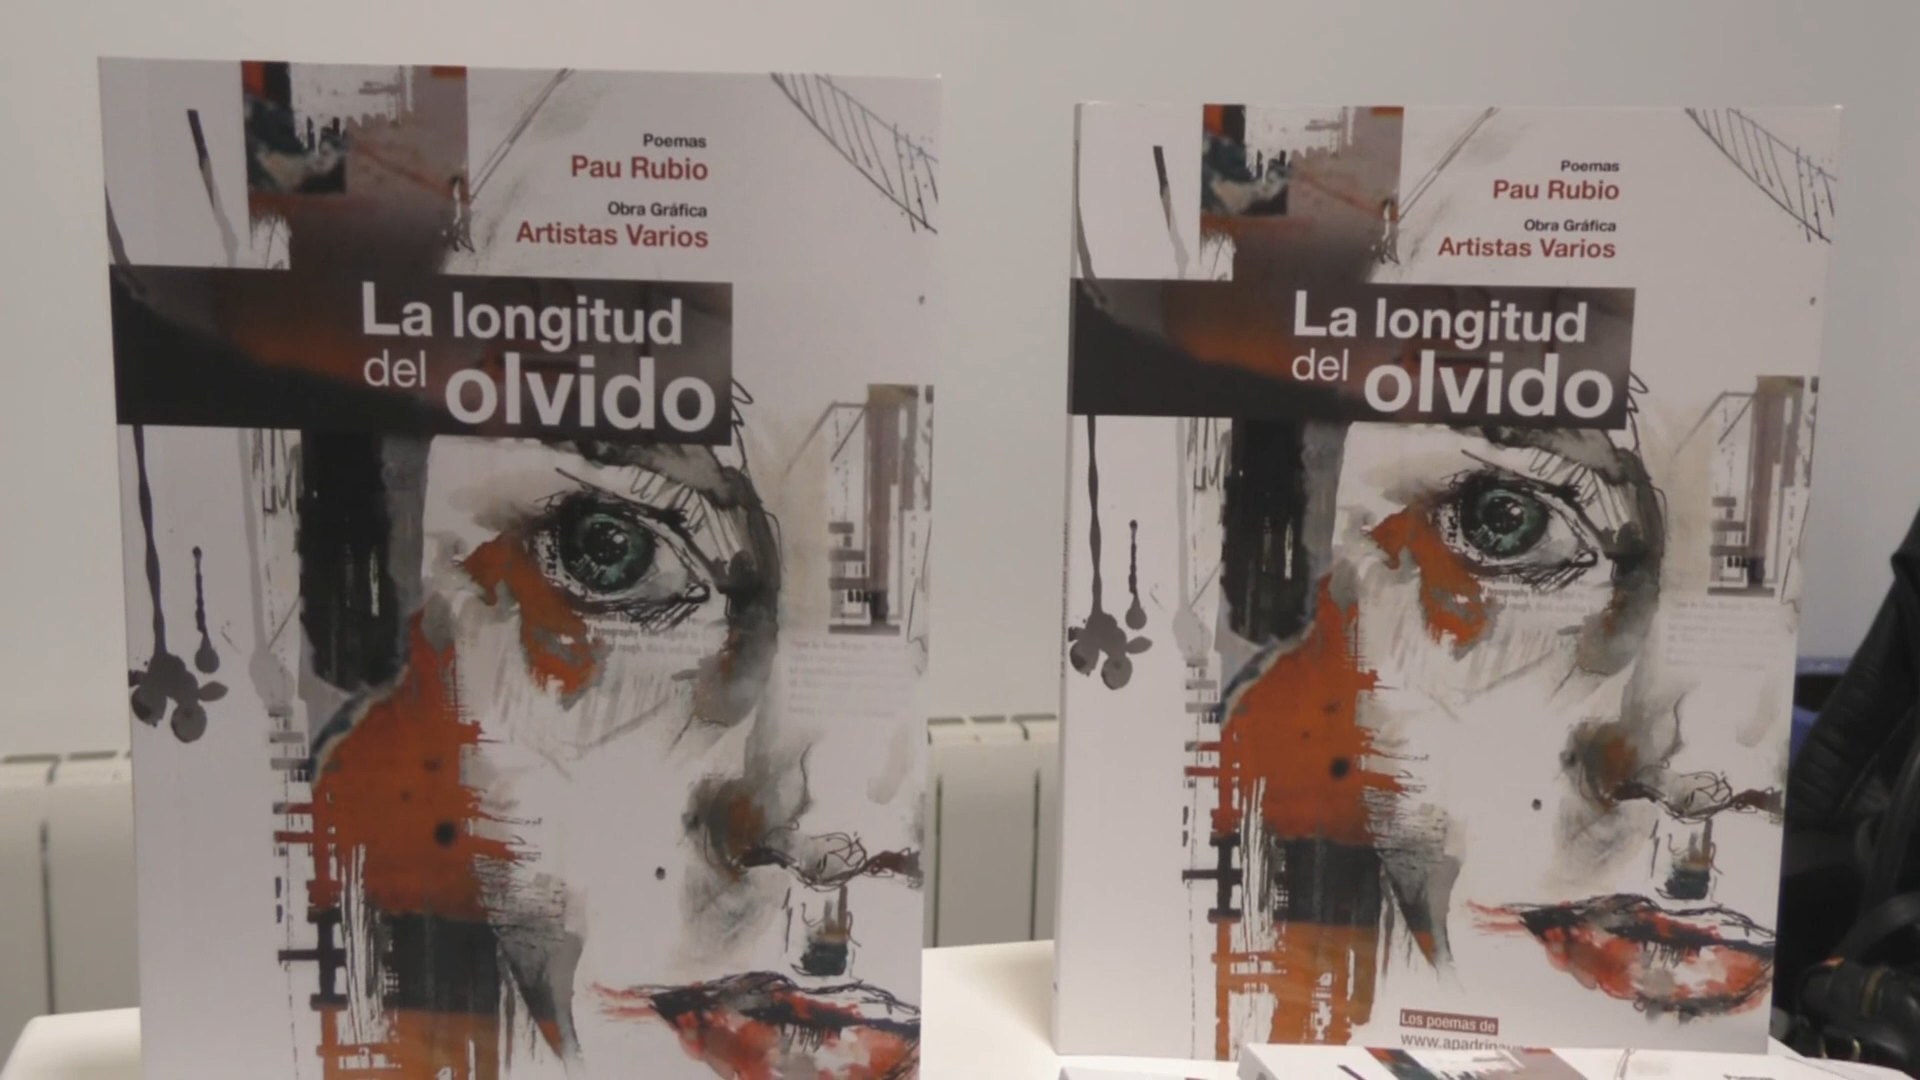 Poemas
Pau Rubio
Obra Gráfica
Artistas Varios
La longitud
del olvido
Poemas
Pau Rubio
Obra Gráfica
Artistas Varios
La longitud
del olvido
Los poemas de